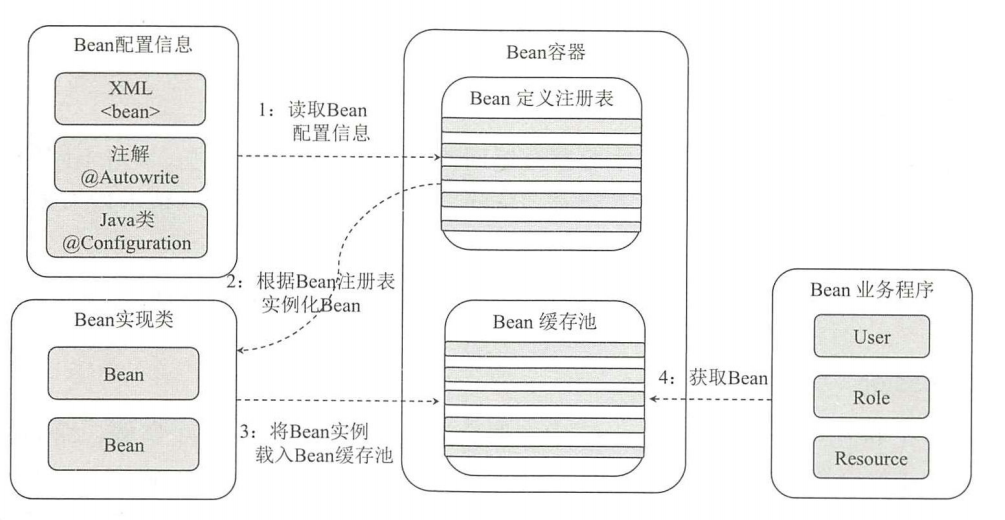 Bean配置信息
XML
<bean>
注解
@Autowrite
Java类
@Configuration
1：读取Bean
配置信息
Bean容器
Bean 定义注册表
2：根据Bean注册表
实例化Bean
Bean实现类
Bean
Bean
3：将Bean实例
载入Bean缓存池
Bean 缓存池
4：获取Bean
Bean 业务程序
User
Role
Resource